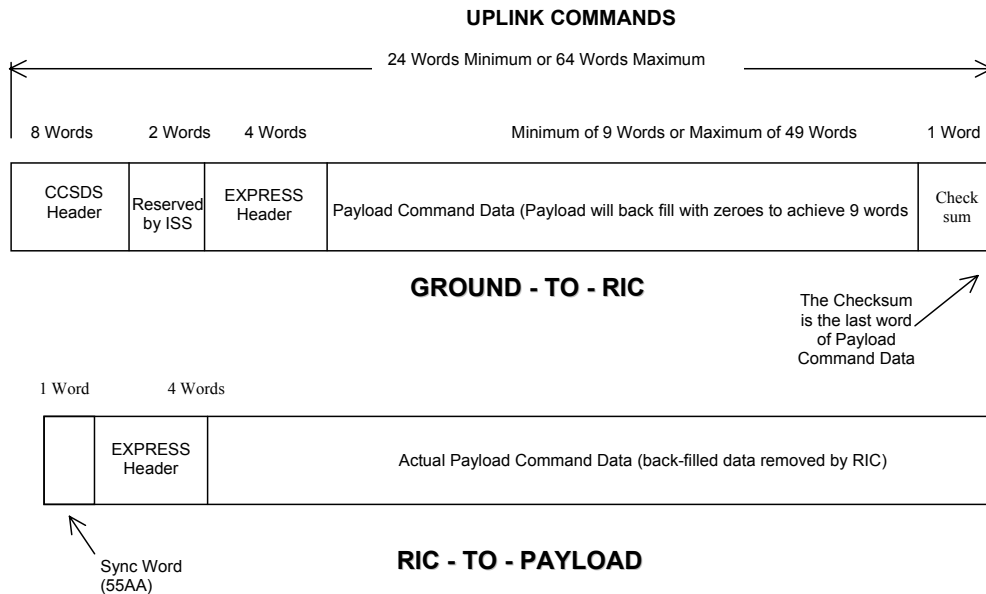 UPLINK COMMANDS
24 Words Minimum or 64 Words Maximum
8 Words
2 Words
4 Words
Minimum of 9 Words or Maximum of 49 Words
1 Word
CCSDS
Header
Reserved
by ISS
EXPRESS
Header
Payload Command Data (Payload will back fill with zeroes to achieve 9 words
Check
sum
GROUND - TO - RIC
The Checksum
is the last word
of Payload
Command Data
1 Word
4 Words
EXPRESS
Header
Actual Payload Command Data (back-filled data removed by RIC)
Sync Word
(55AA)
RIC - TO - PAYLOAD